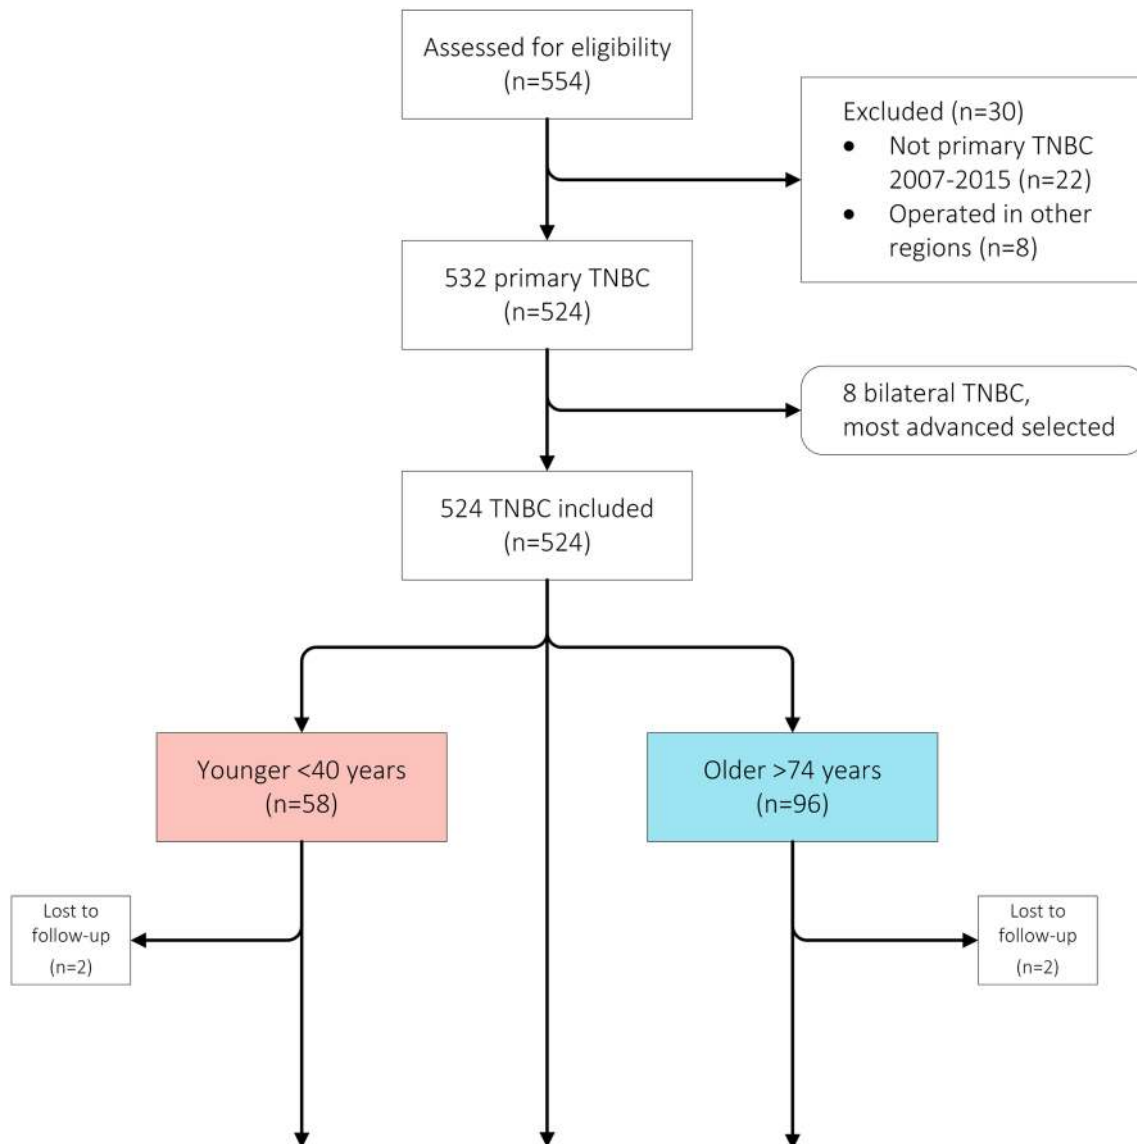 Assessed for eligibility
(n=554)
Excluded (n=30)
• Not primary TNBC
2007-2015 (n=22)
• Operated in other
regions (n=8)
532 primary TNBC
(n=524)
8 bilateral TNBC,
most advanced selected
524 TNBC included
(n=524)
Younger <40 years
(n=58)
Older >74 years
(n=96)
Lost to
follow-up
(n=2)
Lost to
follow-up
(n=2)